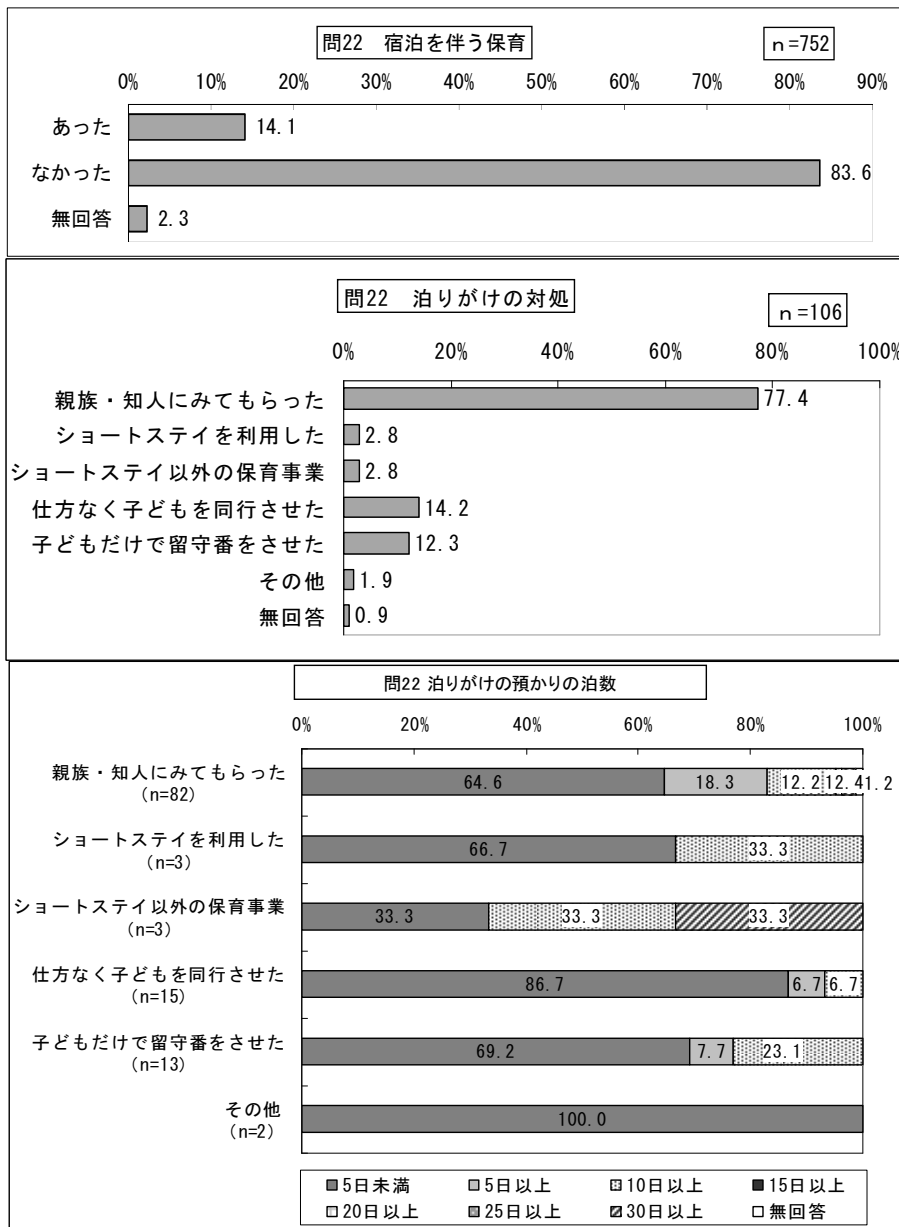 問22　宿泊を伴う保育
ｎ=752
0% 10% 20% 30% 40% 50% 60% 70% 80% 90%
あった 14.1
なかった 83.6
無回答 2.3
問22　泊りがけの対処
ｎ=106
0% 20% 40% 60% 80% 100%
親族・知人にみてもらった 77.4
ショートステイを利用した 2.8
ショートステイ以外の保育事業 2.8
仕方なく子どもを同行させた 14.2
子どもだけで留守番をさせた 12.3
その他 1.9
無回答 0.9
問22 泊りがけの預かりの泊数
0% 20% 40% 60% 80% 100%
親族・知人にみてもらった
(n=82)
64.6 18.3 12.2
ショートステイを利用した
(n=3)
66.7 33.3
ショートステイ以外の保育事業
(n=3)
33.3 33.3 33.3
仕方なく子どもを同行させた
(n=15)
86.7 6.7 6.7
子どもだけで留守番をさせた
(n=13)
69.2 7.7 23.1
その他
(n=2)
100.0
5日未満 5日以上 10日以上 15日以上
20日以上 25日以上 30日以上 無回答